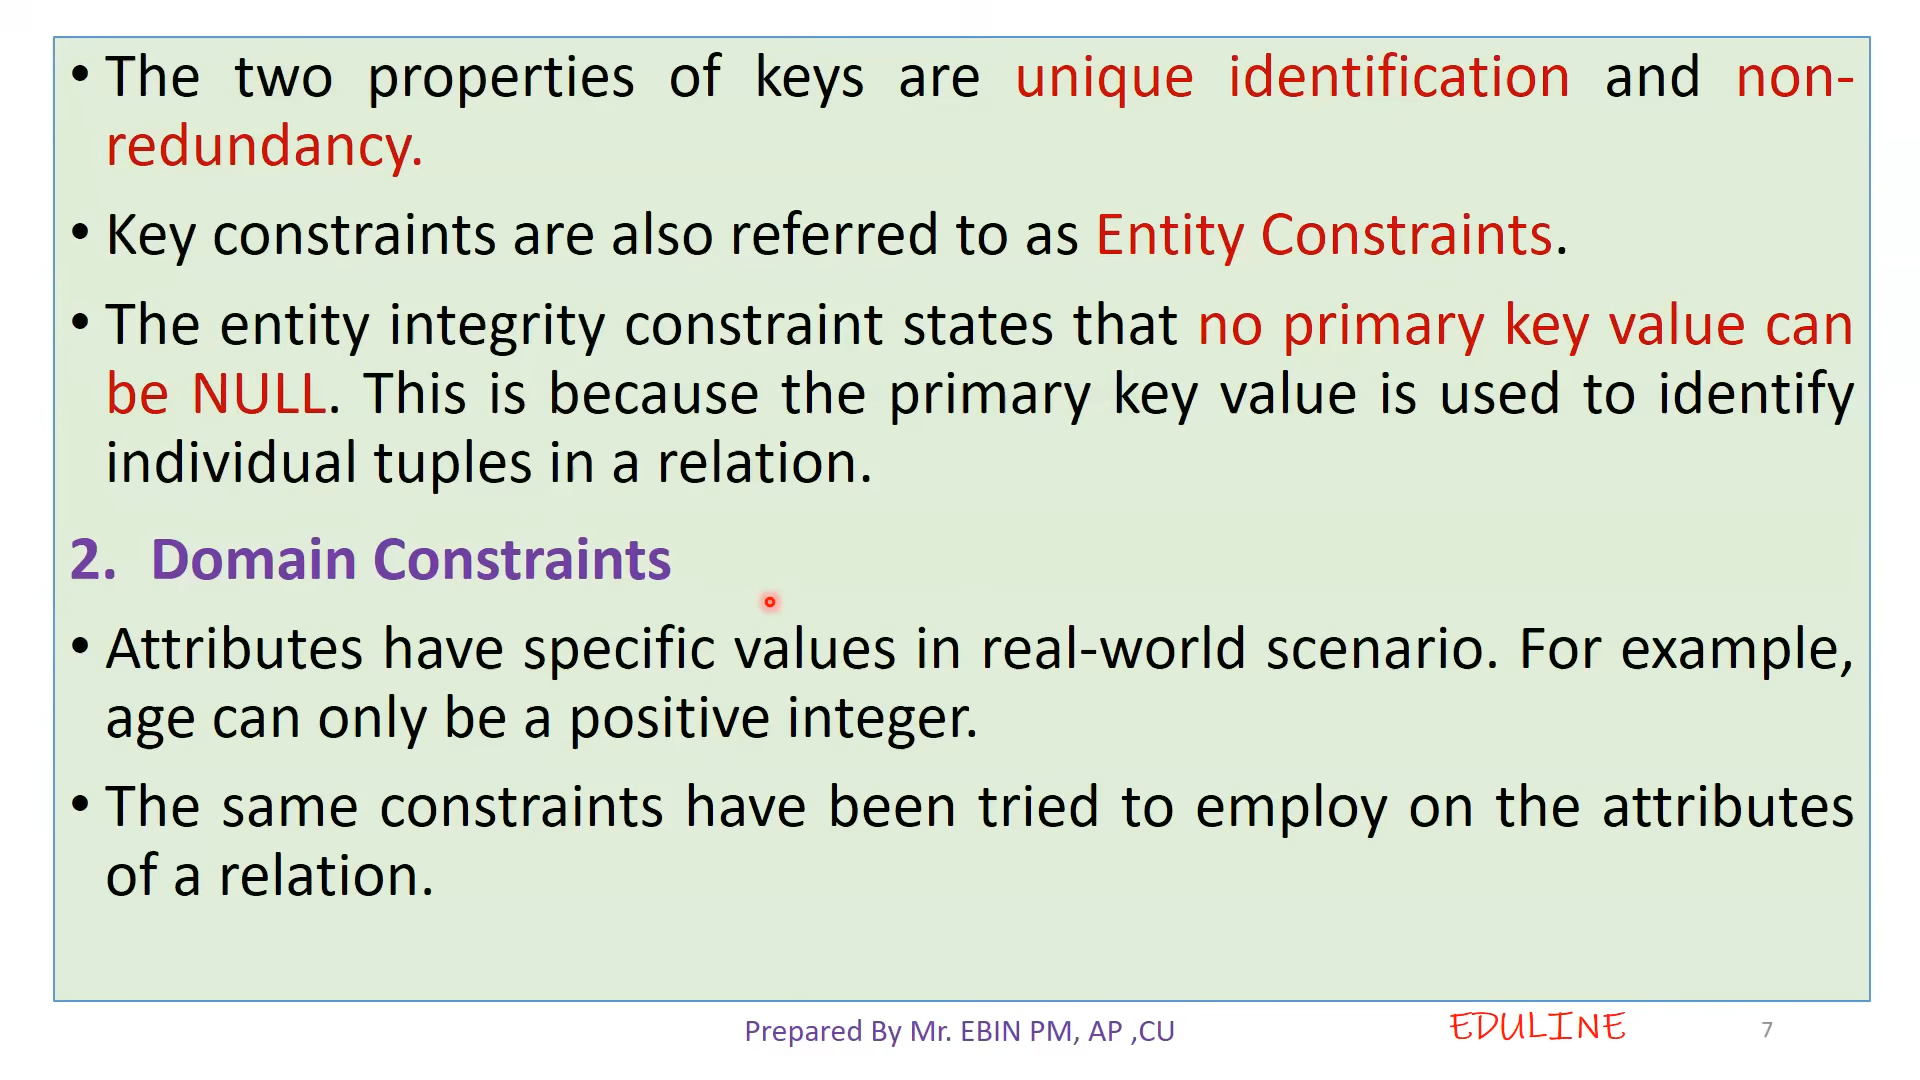 • The two properties of keys are unique identification and non-
redundancy.
• Key constraints are also referred to as Entity Constraints.
• The entity integrity constraint states that no primary key value can
be NULL. This is because the primary key value is used to identify
individual tuples in a relation.
2. Domain Constraints
• Attributes have specific values in real-world scenario. For example,
age can only be a positive integer.
• The same constraints have been tried to employ on the attributes
of a relation.
Prepared By Mr. EBIN PM, AP ,CU
EDULINE
7